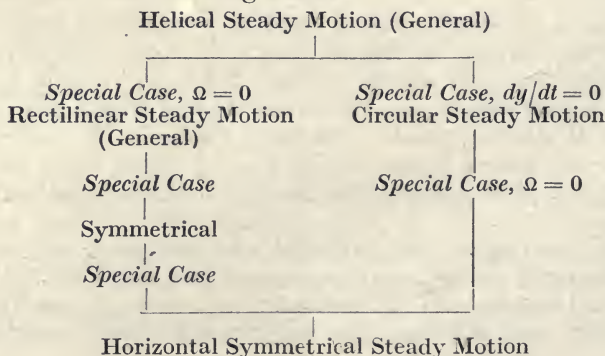 Helical Steady Motion (General)
Special Case, Ω = 0
Rectilinear Steady Motion
(General)
Special Case
Symmetrical
Special Case
Special Case, dy/dt = 0
Circular Steady Motion
Special Case, Ω = 0
Horizontal Symmetrical Steady Motion